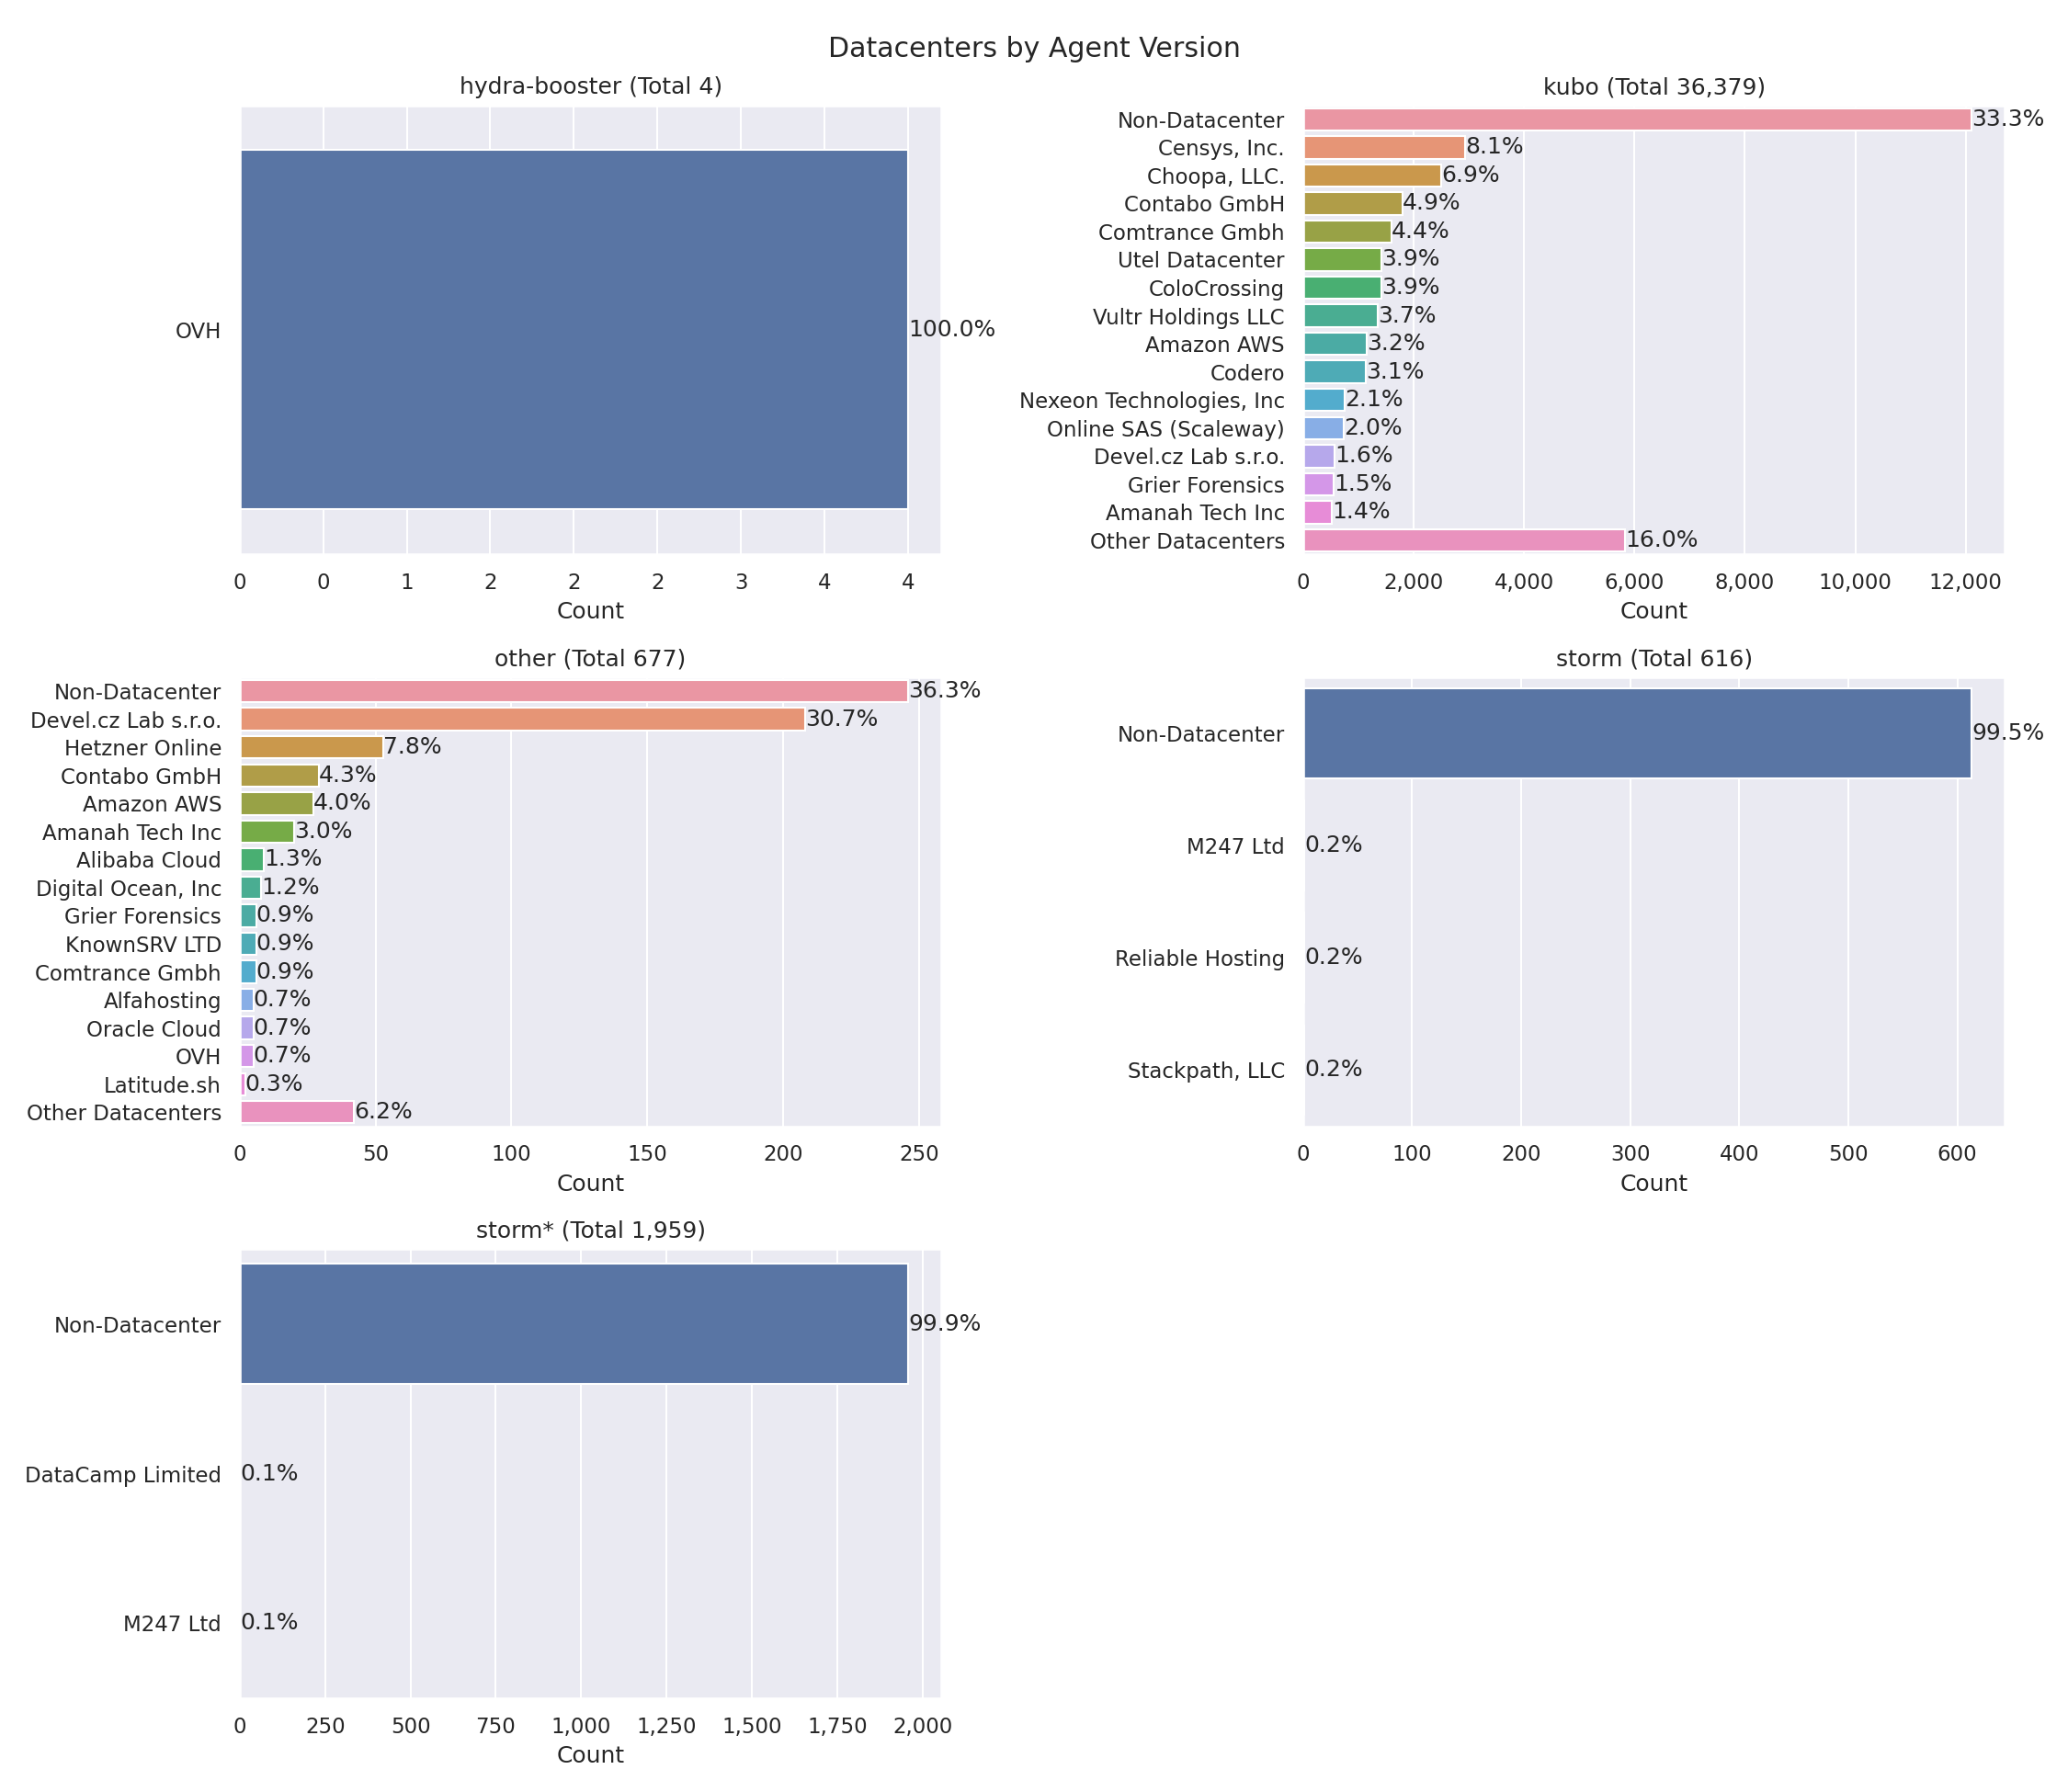 Datacenters by Agent Version
hydra-booster (Total 4)
OVH
100.0%
0 0 1 2 2 2 3 4 4
Count
kubo (Total 36,379)
Non-Datacenter 33.3%
Censys, Inc. 8.1%
Choopa, LLC. 6.9%
Contabo GmbH 4.9%
Comtrance Gmbh 4.4%
Utel Datacenter 3.9%
ColoCrossing 3.9%
Vultr Holdings LLC 3.7%
Amazon AWS 3.2%
Codero 3.1%
Nexeon Technologies, Inc 2.1%
Online SAS (Scaleway) 2.0%
Devel.cz Lab s.r.o. 1.6%
Grier Forensics 1.5%
Amanah Tech Inc 1.4%
Other Datacenters 16.0%
0 2,000 4,000 6,000 8,000 10,000 12,000
Count
other (Total 677)
Non-Datacenter 36.3%
Devel.cz Lab s.r.o. 30.7%
Hetzner Online 7.8%
Contabo GmbH 4.3%
Amazon AWS 4.0%
Amanah Tech Inc 3.0%
Alibaba Cloud 1.3%
Digital Ocean, Inc 1.2%
Grier Forensics 0.9%
KnownSRV LTD 0.9%
Comtrance Gmbh 0.9%
Alfahosting 0.7%
Oracle Cloud 0.7%
OVH 0.7%
Latitude.sh 0.3%
Other Datacenters 6.2%
0 50 100 150 200 250
Count
storm (Total 616)
Non-Datacenter 99.5%
M247 Ltd 0.2%
Reliable Hosting 0.2%
Stackpath, LLC 0.2%
0 100 200 300 400 500 600
Count
storm* (Total 1,959)
Non-Datacenter 99.9%
DataCamp Limited 0.1%
M247 Ltd 0.1%
0 250 500 750 1,000 1,250 1,500 1,750 2,000
Count